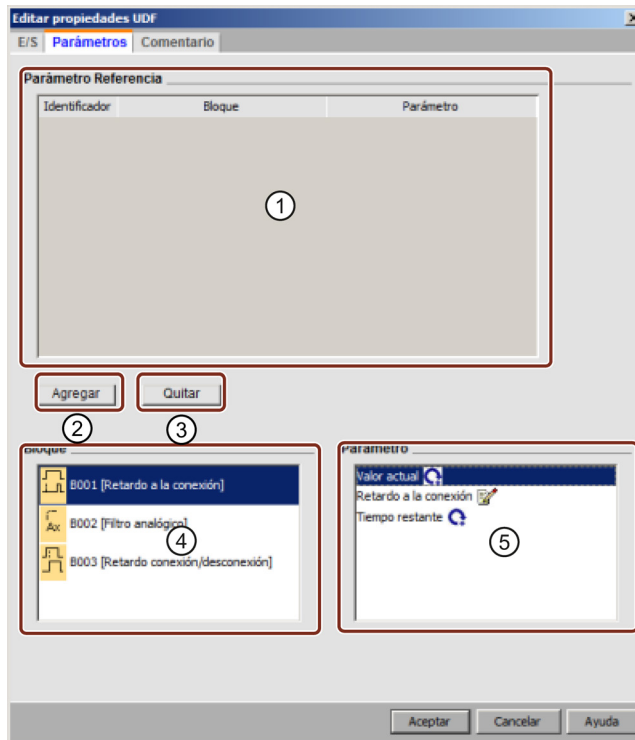 Editar propiedades UDF
E/S Parámetros Comentario
Parámetro Referencia
Identificador Bloque Parámetro
1
Agregar Quitar
2 3
Bloque Parámetro
B001 [Retardo a la conexión] Valor actual
Retardo a la conexión
B002 [Filtro analógico] Tiempo restante
4 5
B003 [Retardo conexión/desconexión]
Aceptar Cancelar Ayuda